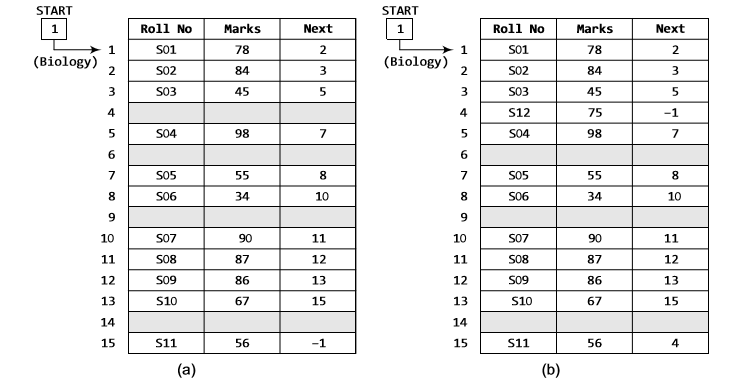 START
1
(Biology)
Roll No Marks Next
1 S01 78 2
2 S02 84 3
3 S03 45 5
4
5 S04 98 7
6
7 S05 55 8
8 S06 34 10
9
10 S07 90 11
11 S08 87 12
12 S09 86 13
13 S10 67 15
14
15 S11 56 –1
(a)
START
1
(Biology)
Roll No Marks Next
1 S01 78 2
2 S02 84 3
3 S03 45 5
4 S12 75 –1
5 S04 98 7
6
7 S05 55 8
8 S06 34 10
9
10 S07 90 11
11 S08 87 12
12 S09 86 13
13 S10 67 15
14
15 S11 56 4
(b)